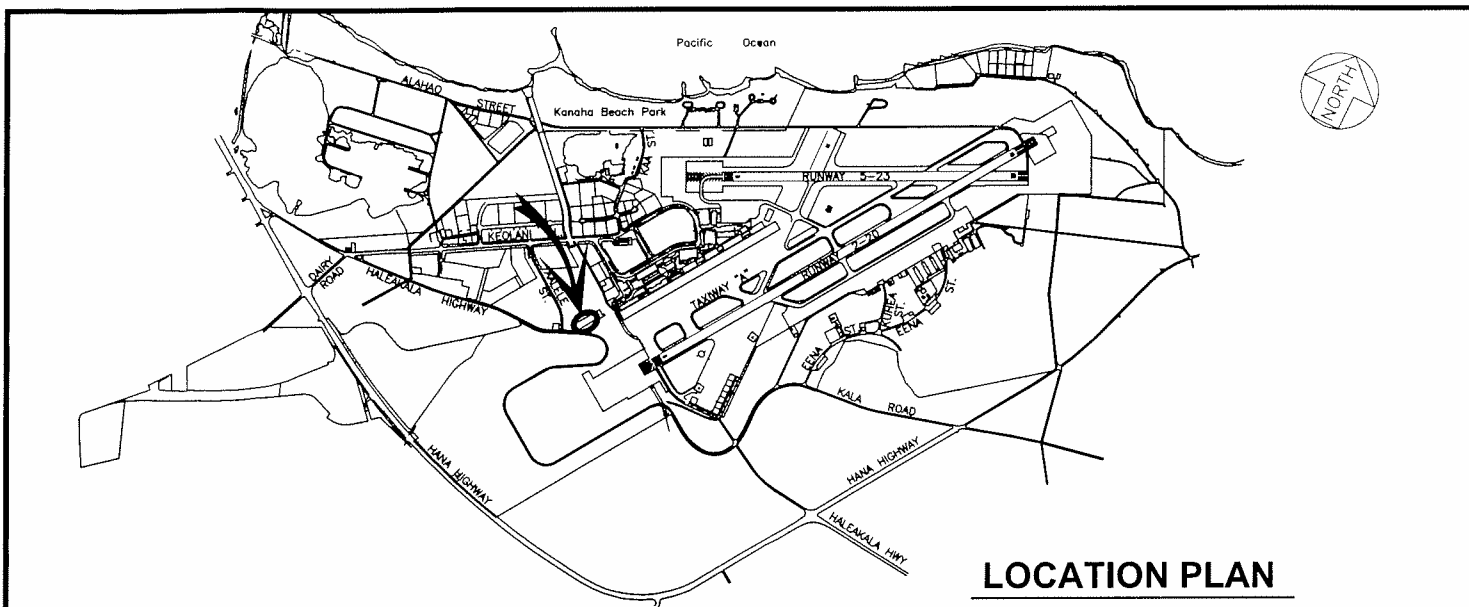 Pacific Ocean
NORTH
ALAHAO
STREET
Kanaha Beach Park
KAA ST.
RUNWAY 5-23
KEOLANI
DAIRY ROAD
HALEAKALA HIGHWAY
ST.
TAXIWAY "A"
RUNWAY 2-20
KUHEA ST.
ST.
EENA
EENA
ST.
KALA ROAD
HANA HIGHWAY
HANA HIGHWAY
HALEAKALA HWY
LOCATION PLAN